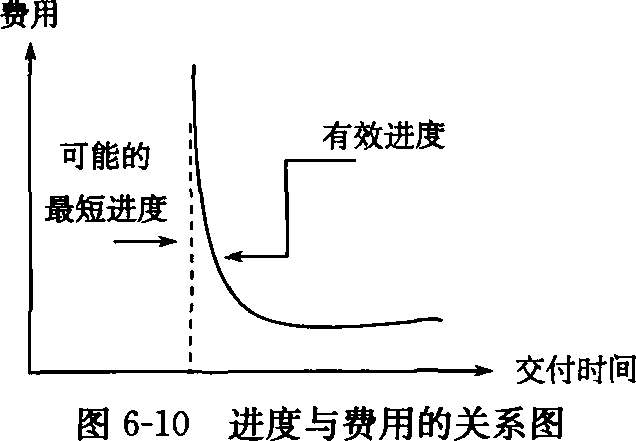 费用
有效进度
可能的
最短进度
交付时间
图 6-10 进度与费用的关系图